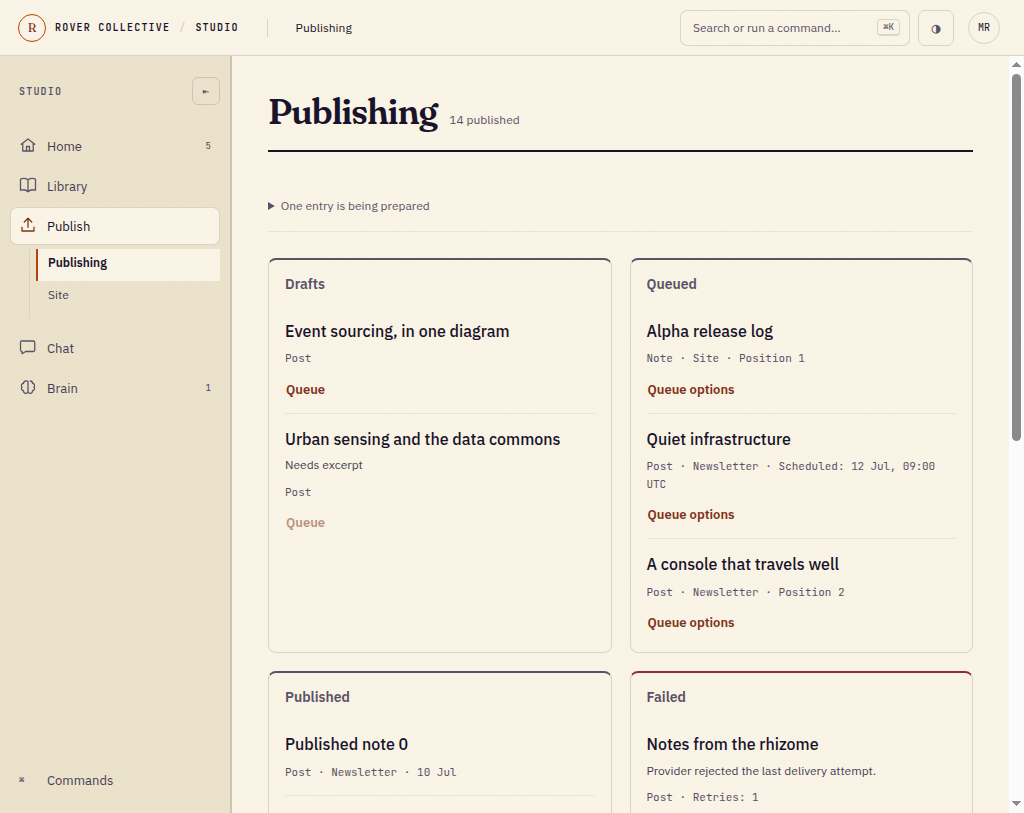 R ROVER COLLECTIVE / STUDIO
Publishing
Search or run a command... ⌘K
MR
STUDIO
Home 5
Library
Publish
Publishing
Site
Chat
Brain 1
⌘ Commands
Publishing 14 published
One entry is being prepared
Drafts
Event sourcing, in one diagram
Post
Queue
Urban sensing and the data commons
Needs excerpt
Post
Queue
Queued
Alpha release log
Note · Site · Position 1
Queue options
Quiet infrastructure
Post · Newsletter · Scheduled: 12 Jul, 09:00
UTC
Queue options
A console that travels well
Post · Newsletter · Position 2
Queue options
Published
Published note 0
Post · Newsletter · 10 Jul
Failed
Notes from the rhizome
Provider rejected the last delivery attempt.
Post · Retries: 1